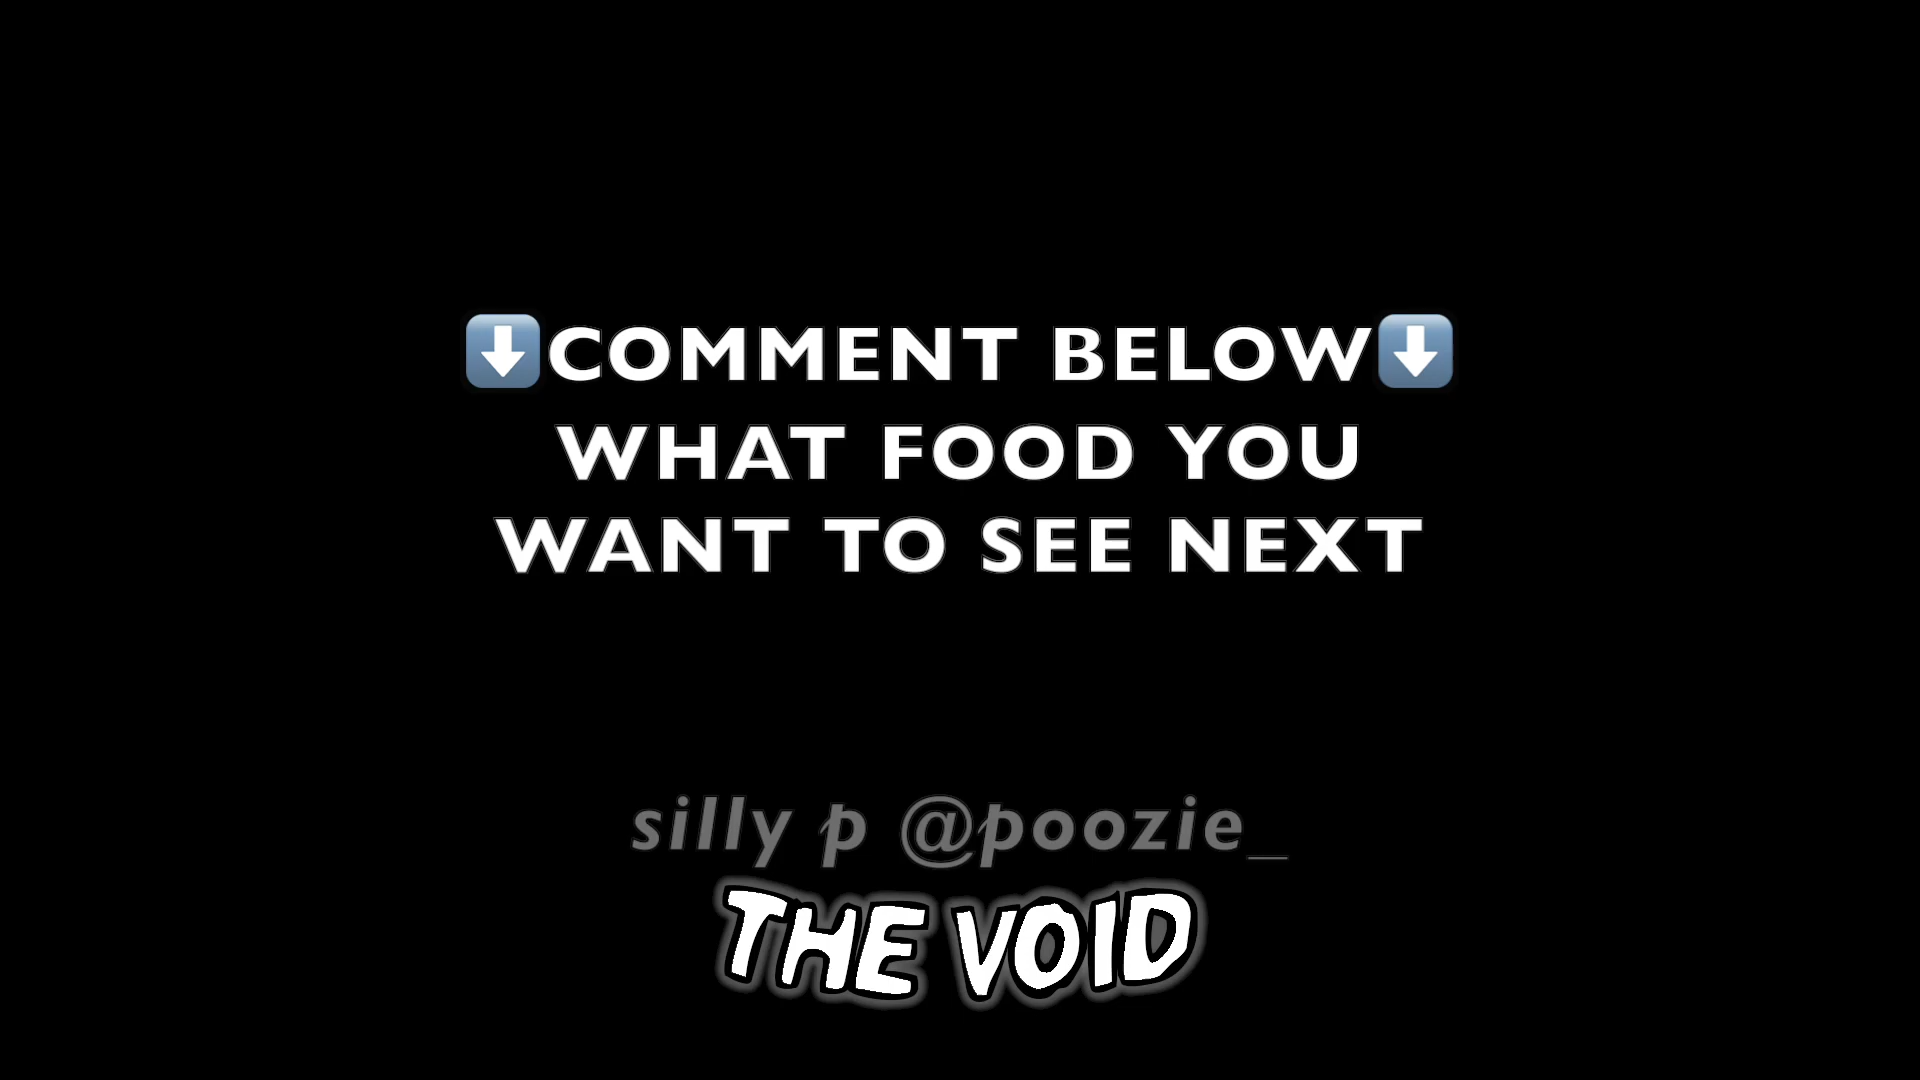 ⬇️COMMENT BELOW⬇️
WHAT FOOD YOU
WANT TO SEE NEXT
silly p @poozie_
THE VOID